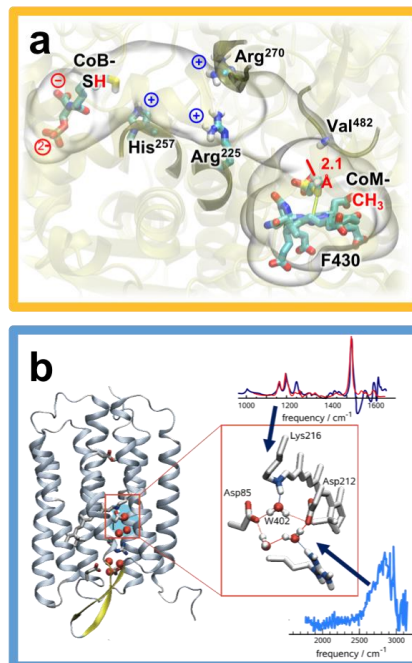 a
CoB-
SH
⊖
2-
⊕
His²⁵⁷
⊕
Arg²⁷⁰
⊕
Arg²²⁵
Val⁴⁸²
2.1
A
CoM-
CH₃
F430
b
1000 1200 1400 1600
frequency / cm⁻¹
Lys216
Asp85
Asp212
W402
2000 2500 3000
frequency / cm⁻¹